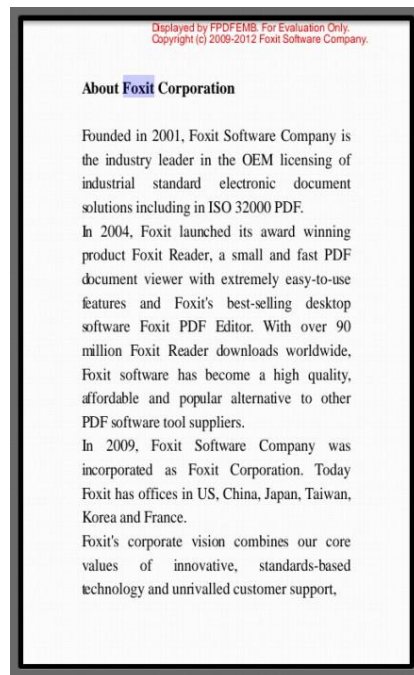 Displayed by FPDFEMB. For Evaluation Only.
Copyright (c) 2009-2012 Foxit Software Company.
About Foxit Corporation
Founded in 2001, Foxit Software Company is
the industry leader in the OEM licensing of
industrial standard electronic document
solutions including in ISO 32000 PDF.
In 2004, Foxit launched its award winning
product Foxit Reader, a small and fast PDF
document viewer with extremely easy-to-use
features and Foxit's best-selling desktop
software Foxit PDF Editor. With over 90
million Foxit Reader downloads worldwide,
Foxit software has become a high quality,
affordable and popular alternative to other
PDF software tool suppliers.
In 2009, Foxit Software Company was
incorporated as Foxit Corporation. Today
Foxit has offices in US, China, Japan, Taiwan,
Korea and France.
Foxit's corporate vision combines our core
values of innovative, standards-based
technology and unrivalled customer support,